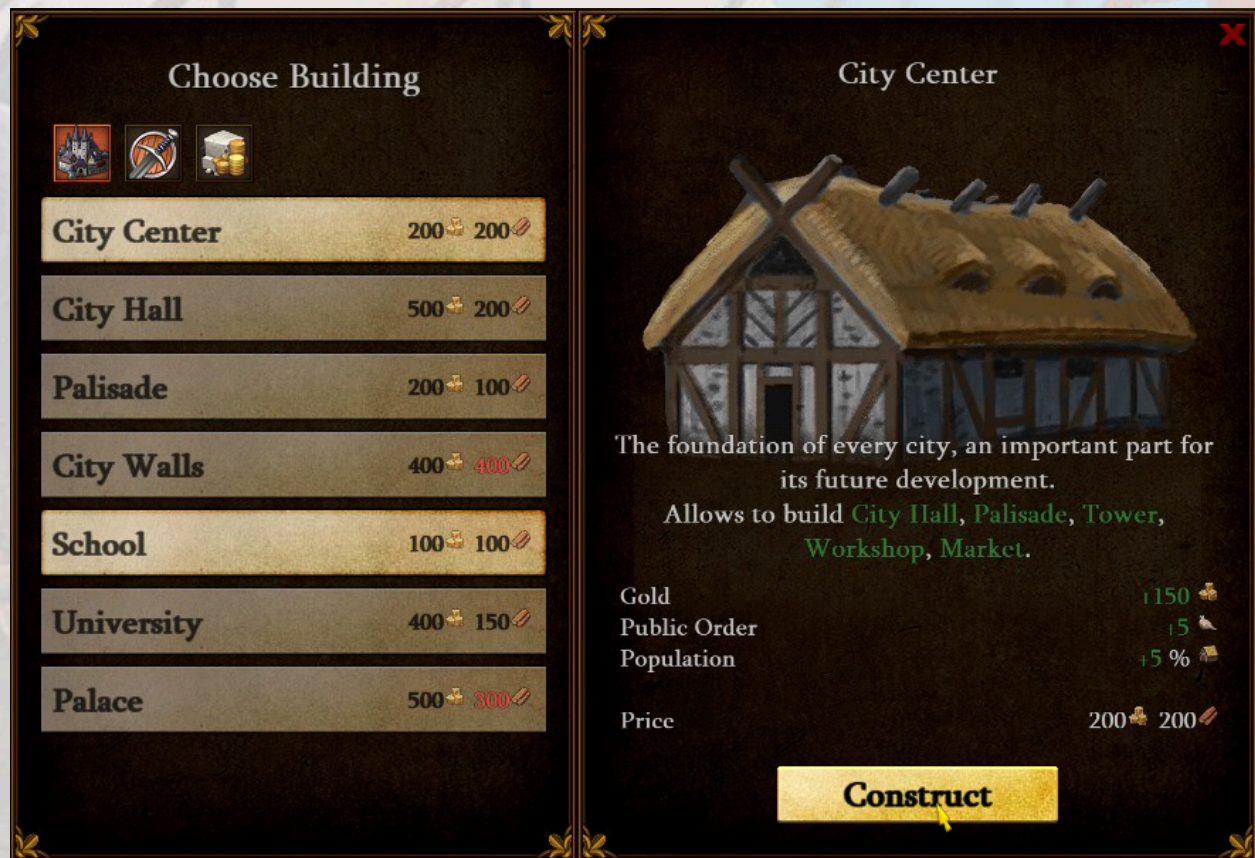 Choose Building
City Center 200 200
City Hall 500 200
Palisade 200 100
City Walls 400 400
School 100 100
University 400 150
Palace 500 300
City Center
The foundation of every city, an important part for
its future development.
Allows to build City Hall, Palisade, Tower,
Workshop, Market.
Gold +150
Public Order +5
Population +5 %
Price 200 200
Construct